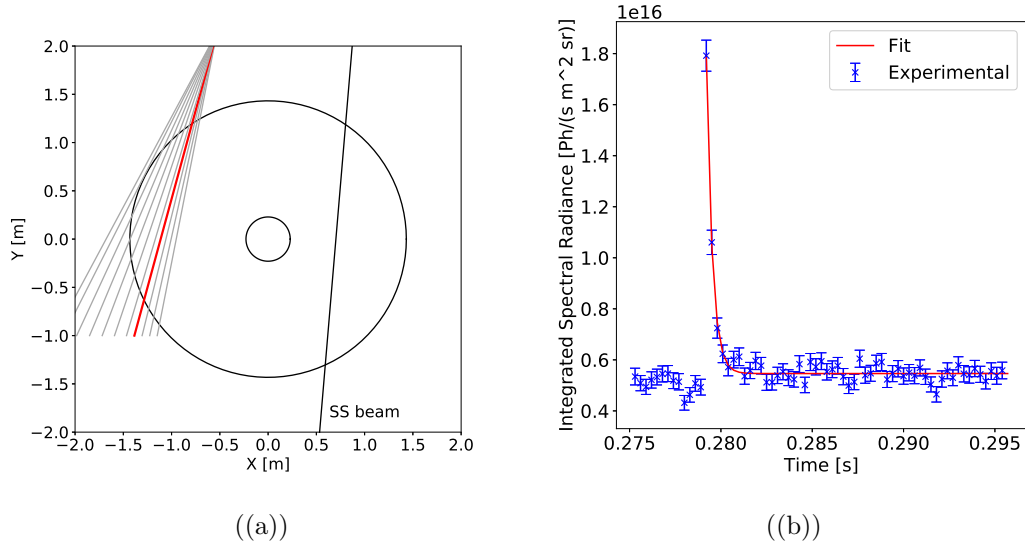 2.0
1.5
1.0
0.5
0.0
−0.5
−1.0
−1.5
−2.0
Y [m]
SS beam
−2.0 −1.5 −1.0 −0.5 0.0 0.5 1.0 1.5 2.0
X [m]
((a))
1e16
1.8
1.6
1.4
1.2
1.0
0.8
0.6
0.4
Integrated Spectral Radiance [Ph/(s m^2 sr)]
Fit
Experimental
0.275 0.280 0.285 0.290 0.295
Time [s]
((b))